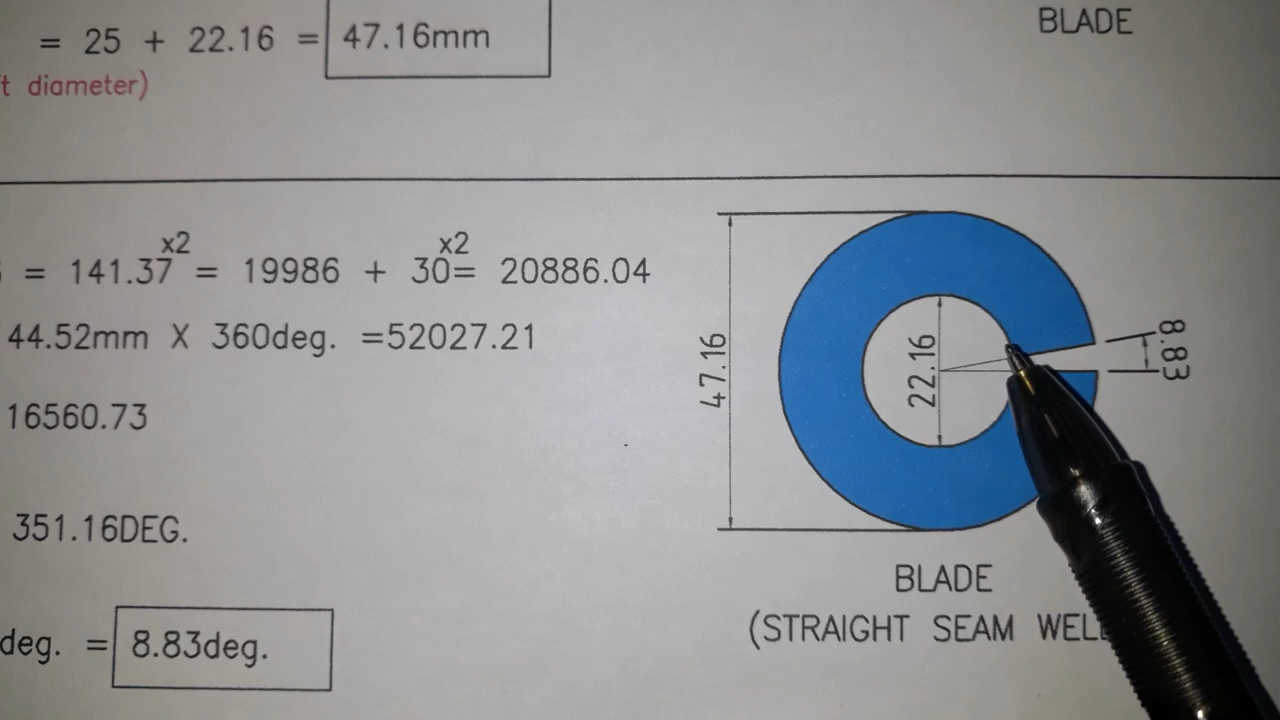 = 25 + 22.16 = 47.16mm
t diameter)
BLADE
= 141.37 x2 = 19986 + 30 x2 = 20886.04
44.52mm X 360deg. =52027.21
16560.73
351.16DEG.
deg. = 8.83deg.
47.16
22.16
8.83
BLADE
(STRAIGHT SEAM WEL